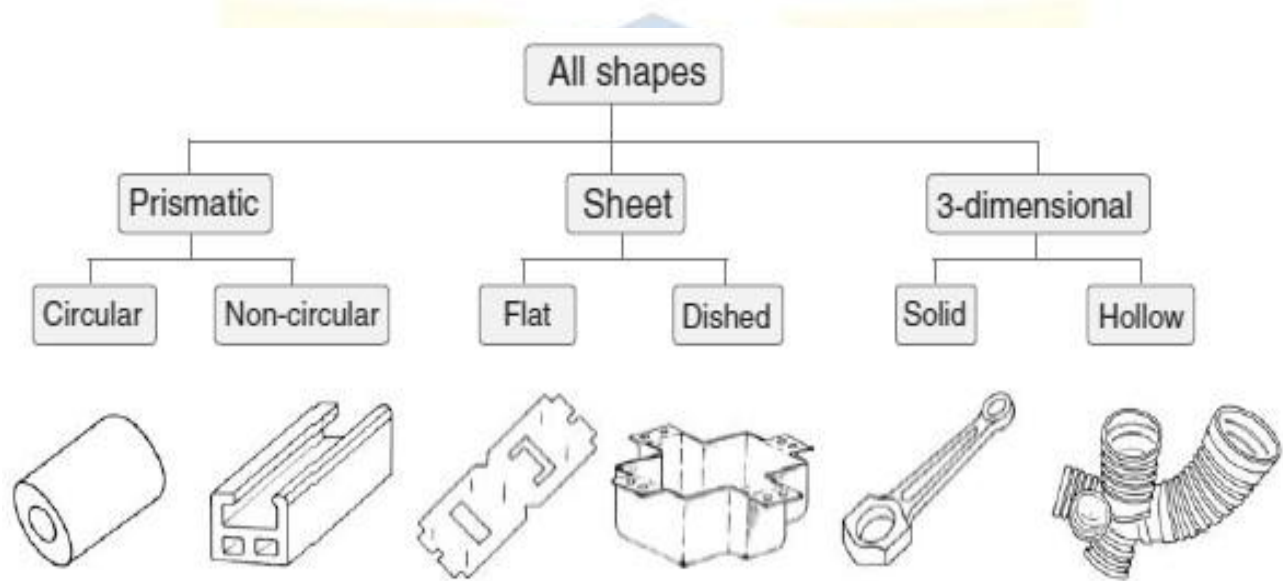 All shapes
Prismatic
Sheet
3-dimensional
Circular
Non-circular
Flat
Dished
Solid
Hollow